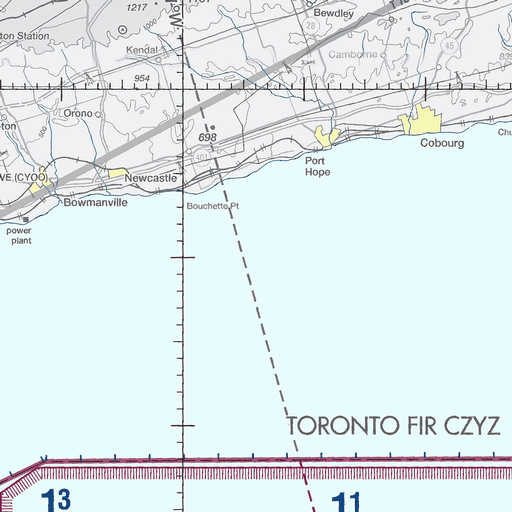 1217
Bewdley
ton Station
Kendal
28
Camborne
45
954
Orono
500
698
401
Cobourg
Port
Hope
VE (CYOO)
Newcastle
Bowmanville
Bouchette Pt
power
plant
TORONTO FIR CZYZ
13
11